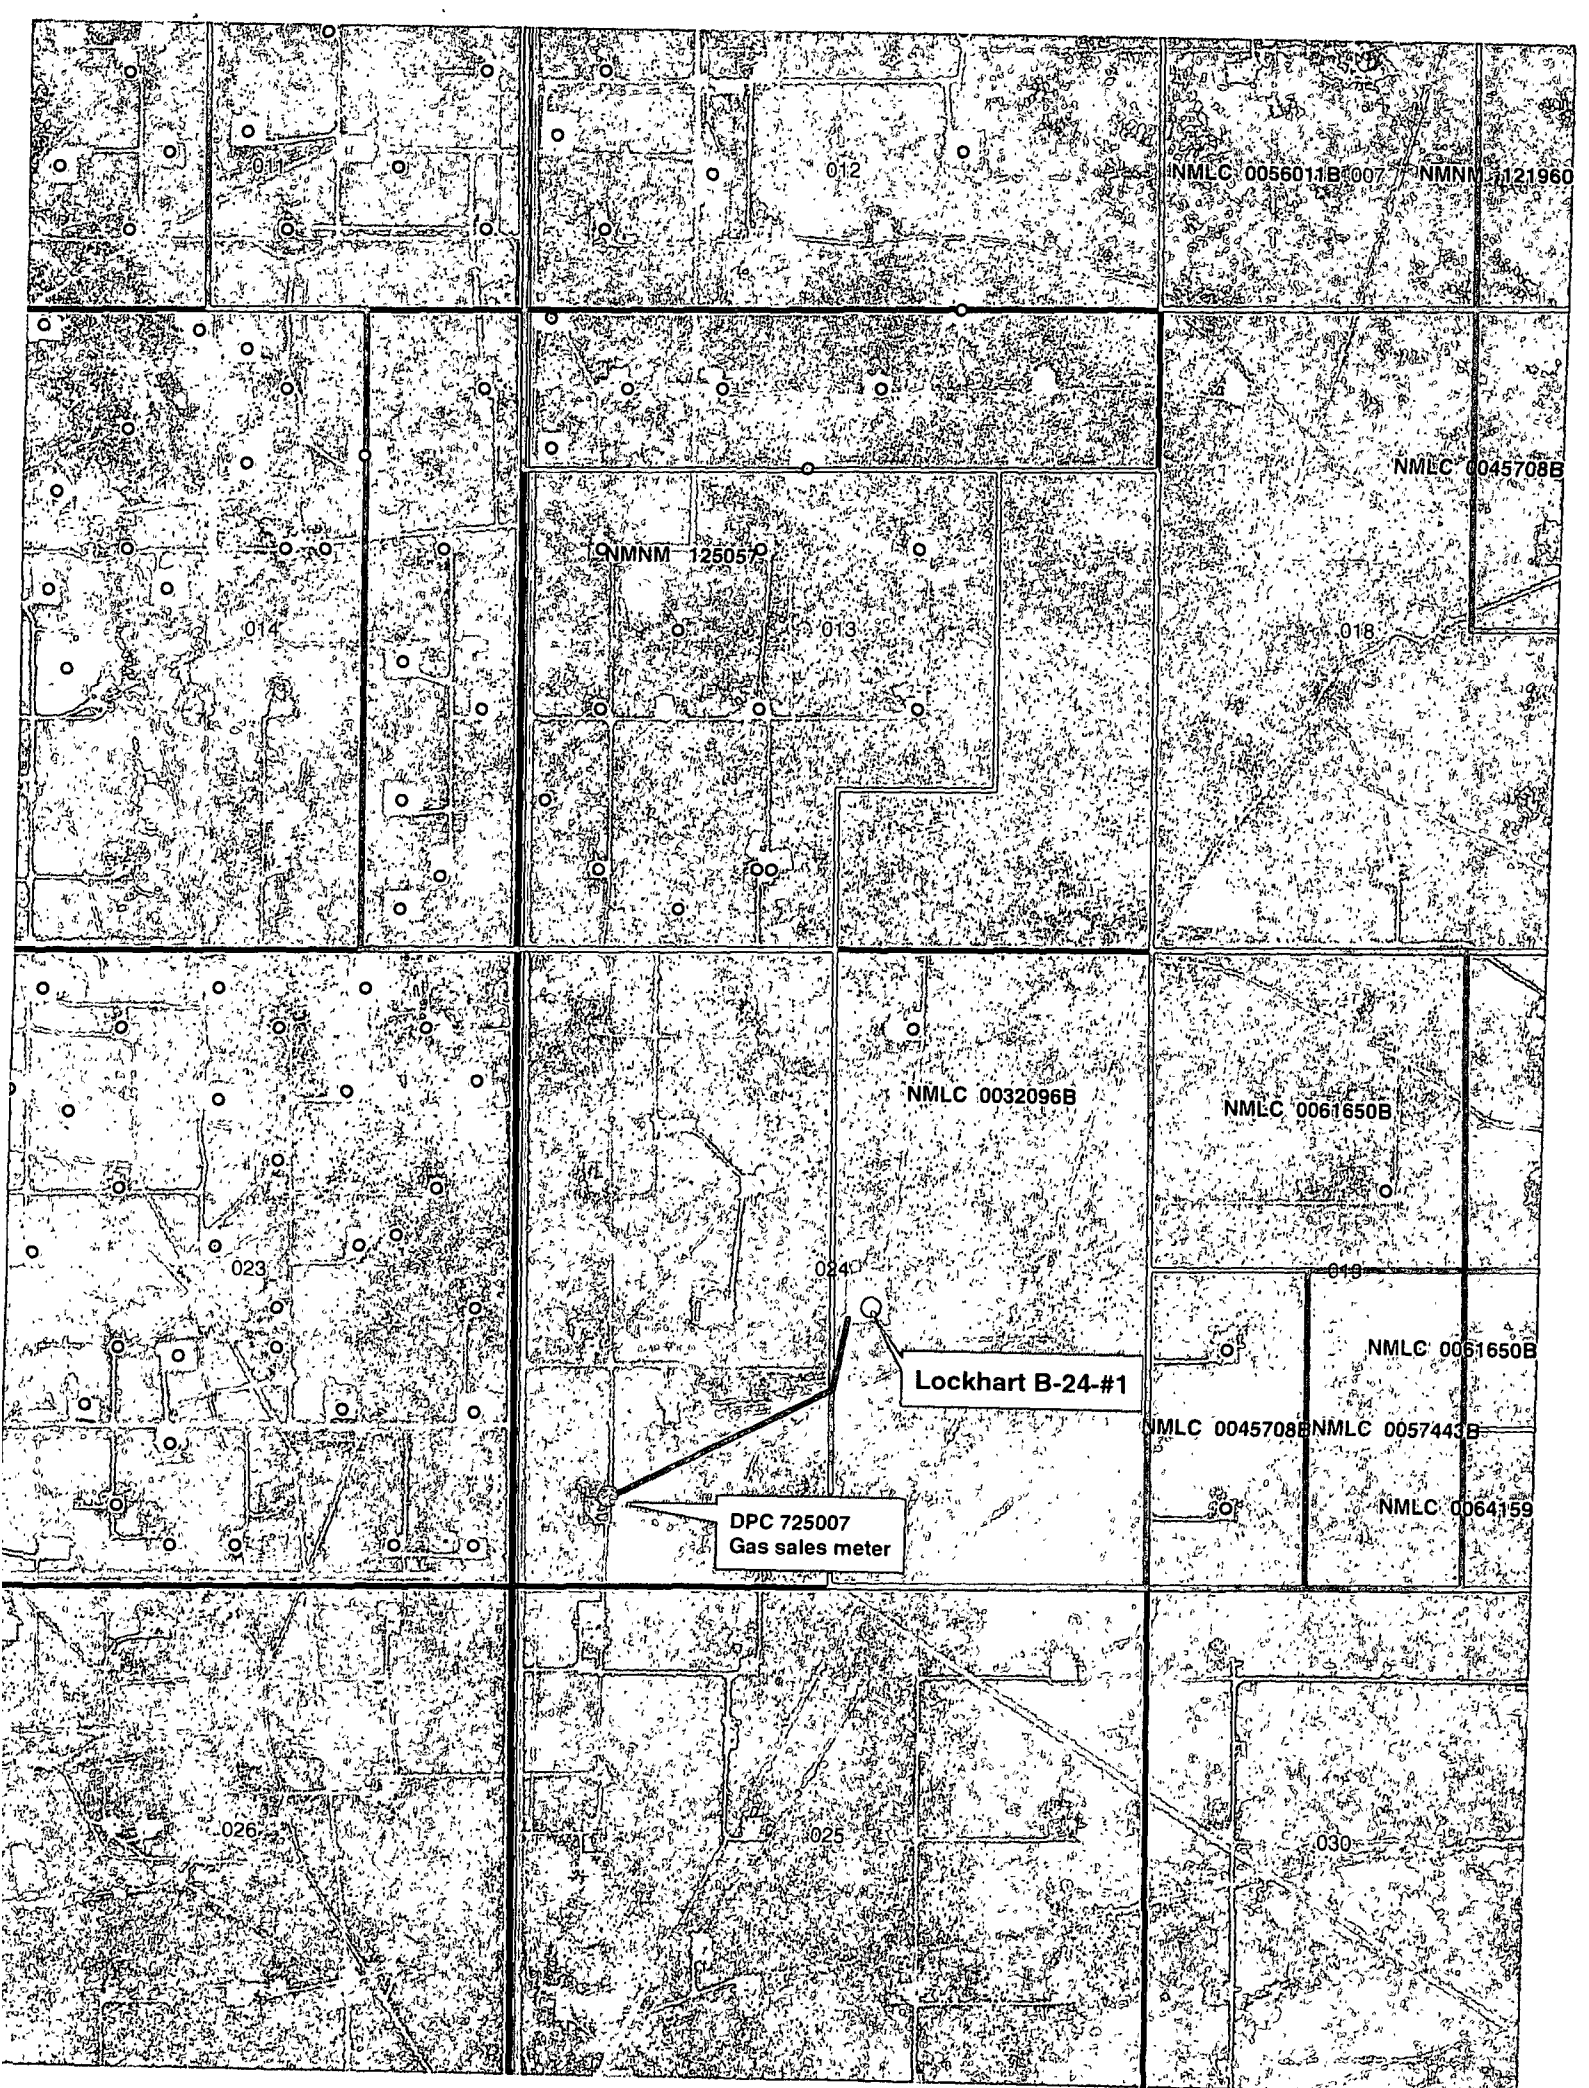 011
012
NMLC 0056011B 007
NMNM 121960
NMLC 0045708B
NMNM 125057
014
013
018
NMLC 0032096B
NMLC 0061650B
023
024
019
NMLC 0061650B
Lockhart B-24-#1
NMLC 0045708B
NMLC 0057443B
NMLC 0064159
DPC 725007
Gas sales meter
026
025
030